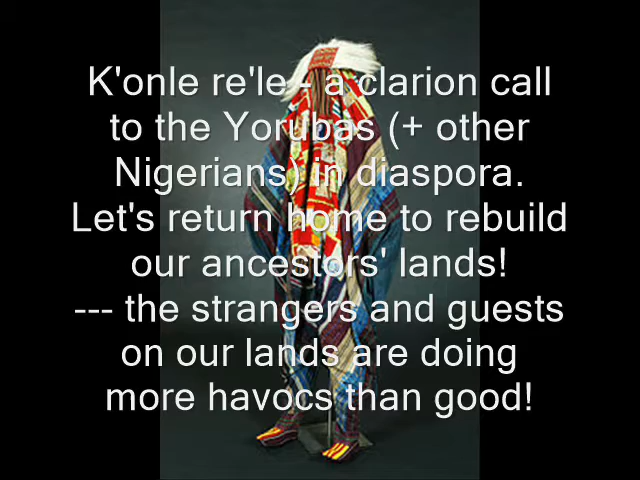 K'onle re'le - a clarion call
to the Yorubas (+ other
Nigerians) in diaspora.
Let's return home to rebuild
our ancestors' lands!
--- the strangers and guests
on our lands are doing
more havocs than good!